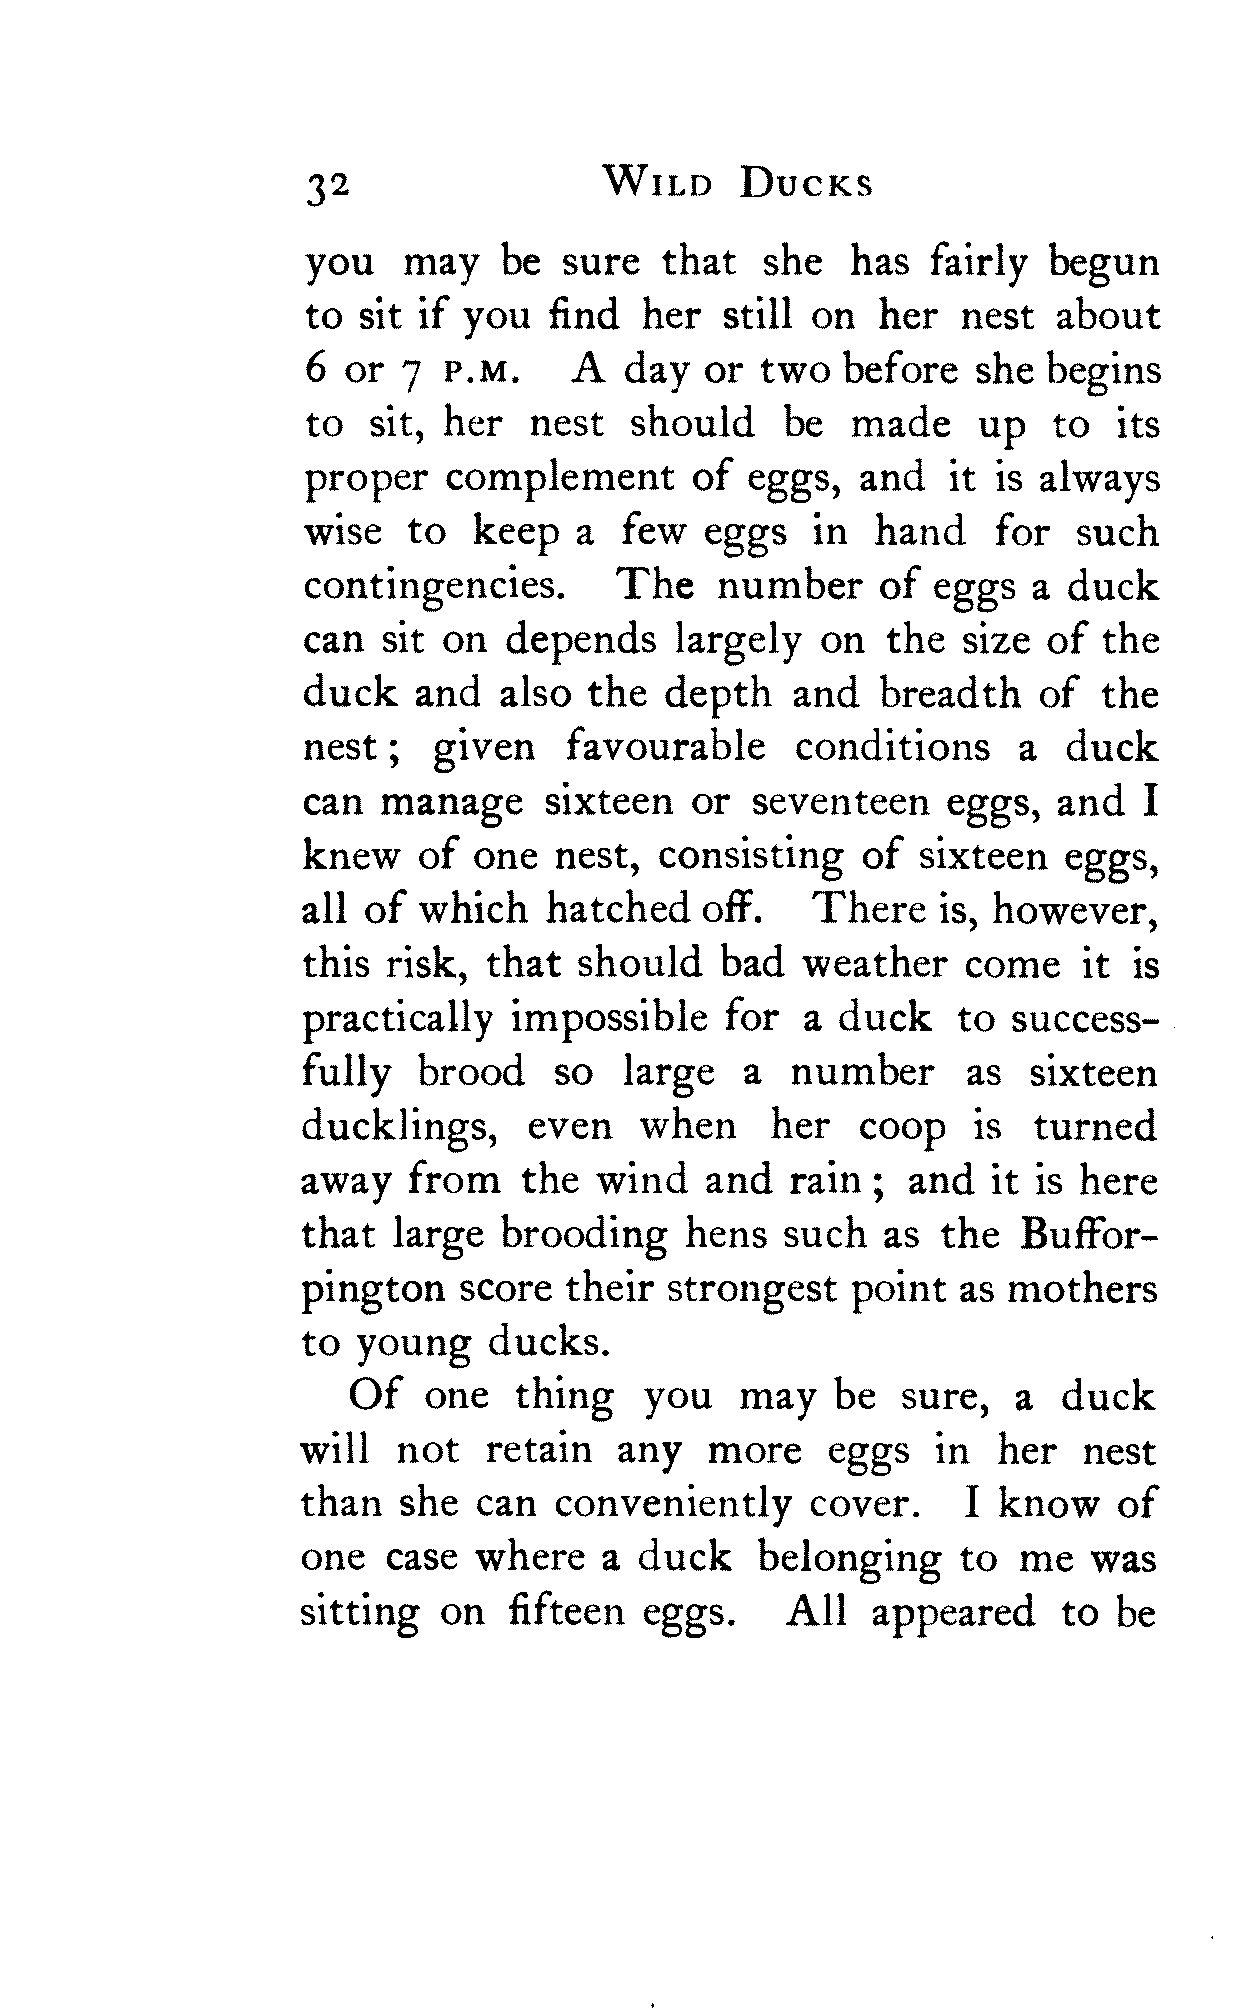 32 Wild Ducks
you may be sure that she has fairly begun
to sit if you find her still on her nest about
6 or 7 P.M. A day or two before she begins
to sit, her nest should be made up to its
proper complement of eggs, and it is always
wise to keep a few eggs in hand for such
contingencies. The number of eggs a duck
can sit on depends largely on the size of the
duck and also the depth and breadth of the
nest ; given favourable conditions a duck
can manage sixteen or seventeen eggs, and I
knew of one nest, consisting of sixteen eggs,
all of which hatched off. There is, however,
this risk, that should bad weather come it is
practically impossible for a duck to success-
fully brood so large a number as sixteen
ducklings, even when her coop is turned
away from the wind and rain ; and it is here
that large brooding hens such as the Buffor-
pington score their strongest point as mothers
to young ducks.
Of one thing you may be sure, a duck
will not retain any more eggs in her nest
than she can conveniently cover. I know of
one case where a duck belonging to me was
sitting on fifteen eggs. All appeared to be